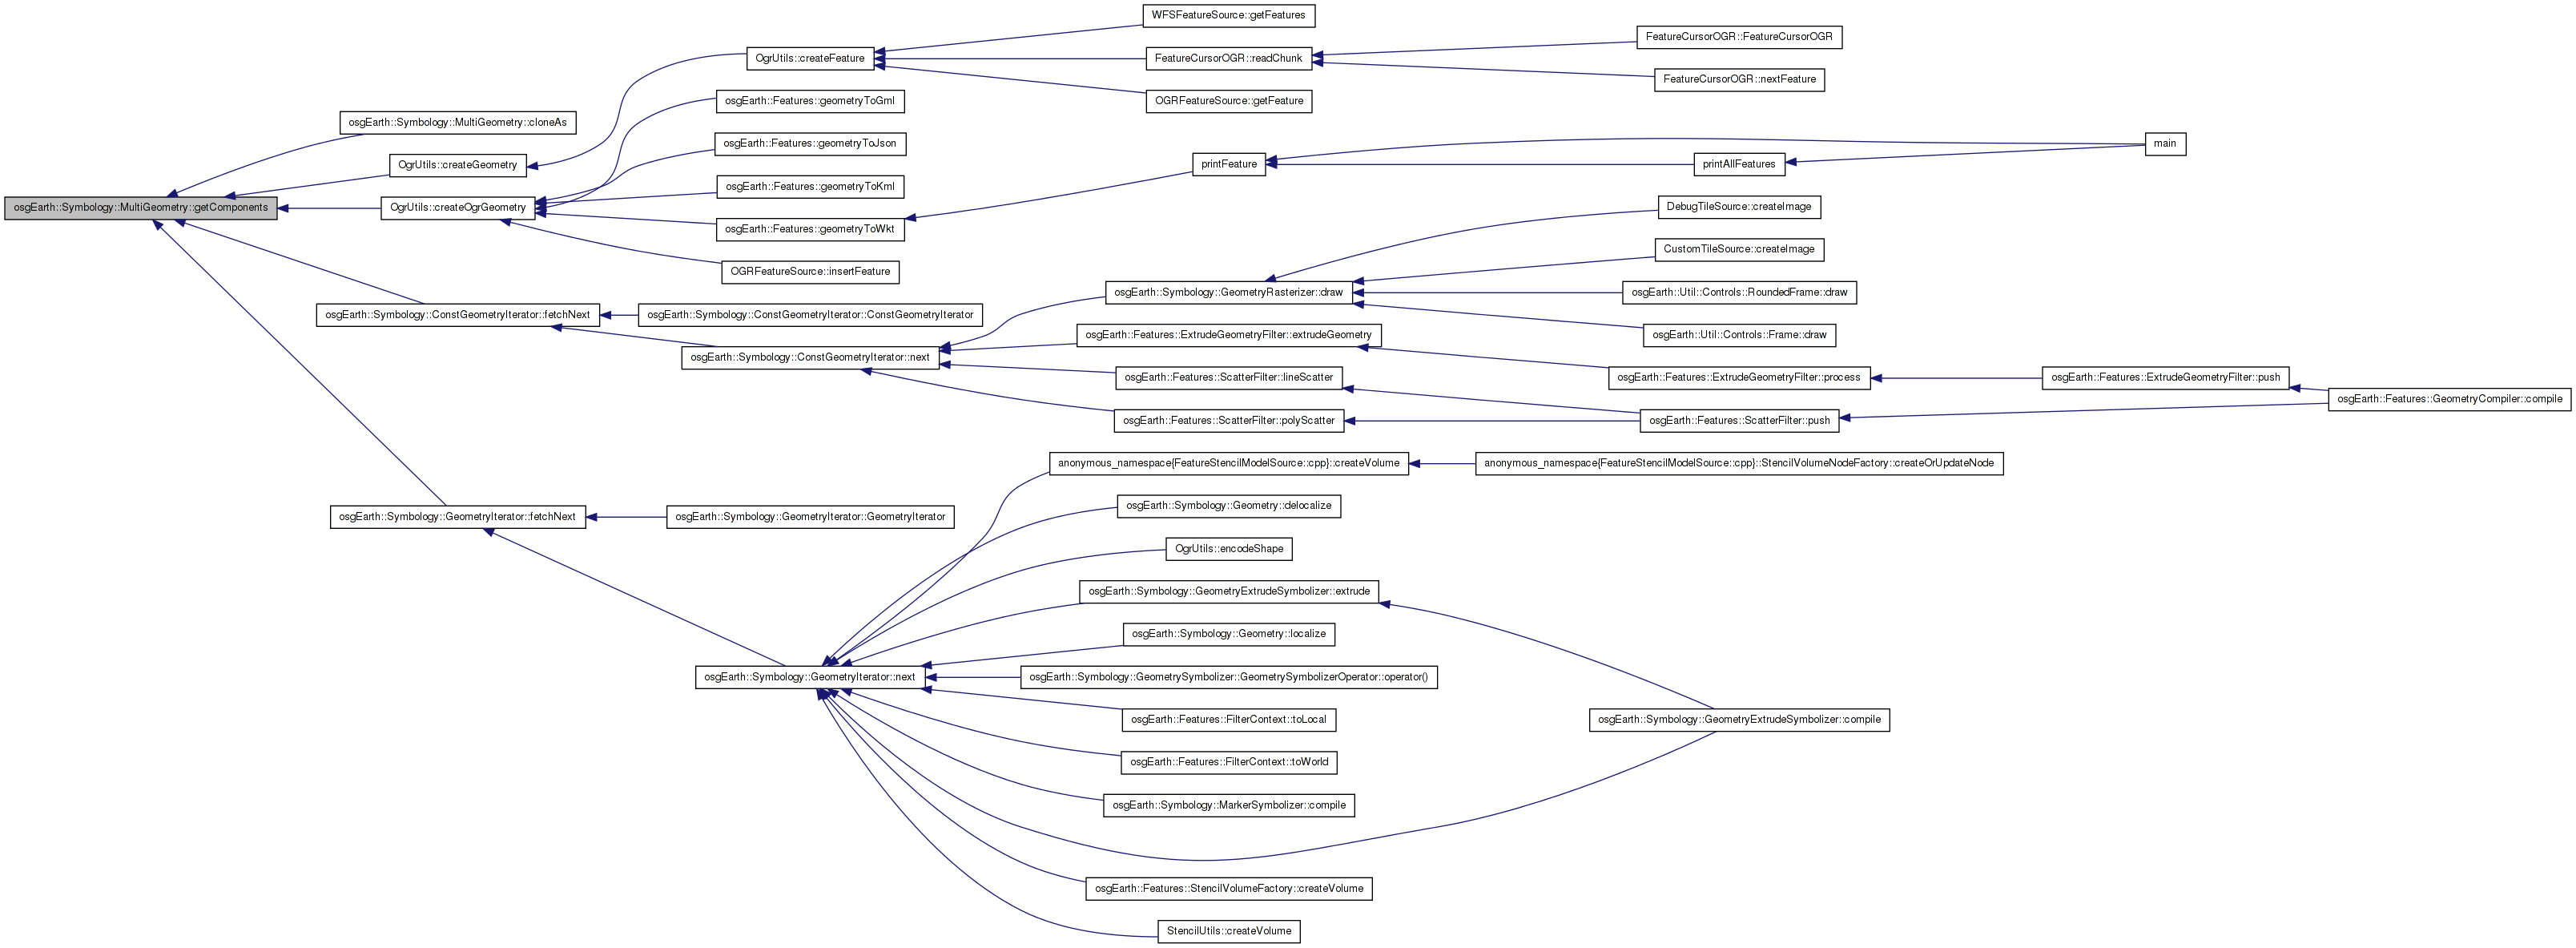 WFSFeatureSource::getFeatures
FeatureCursorOGR::FeatureCursorOGR
OgrUtils::createFeature
FeatureCursorOGR::readChunk
FeatureCursorOGR::nextFeature
osgEarth::Features::geometryToGml
OGRFeatureSource::getFeature
osgEarth::Symbology::MultiGeometry::cloneAs
osgEarth::Features::geometryToJson
main
OgrUtils::createGeometry
printFeature
printAllFeatures
osgEarth::Features::geometryToKml
osgEarth::Symbology::MultiGeometry::getComponents
OgrUtils::createOgrGeometry
DebugTileSource::createImage
osgEarth::Features::geometryToWkt
CustomTileSource::createImage
OGRFeatureSource::insertFeature
osgEarth::Symbology::GeometryRasterizer::draw
osgEarth::Util::Controls::RoundedFrame::draw
osgEarth::Symbology::ConstGeometryIterator::fetchNext
osgEarth::Symbology::ConstGeometryIterator::ConstGeometryIterator
osgEarth::Features::ExtrudeGeometryFilter::extrudeGeometry
osgEarth::Util::Controls::Frame::draw
osgEarth::Symbology::ConstGeometryIterator::next
osgEarth::Features::ScatterFilter::lineScatter
osgEarth::Features::ExtrudeGeometryFilter::process
osgEarth::Features::ExtrudeGeometryFilter::push
osgEarth::Features::GeometryCompiler::compile
osgEarth::Features::ScatterFilter::polyScatter
osgEarth::Features::ScatterFilter::push
anonymous_namespace{FeatureStencilModelSource::cpp}::createVolume
anonymous_namespace{FeatureStencilModelSource::cpp}::StencilVolumeNodeFactory::createOrUpdateNode
osgEarth::Symbology::Geometry::delocalize
osgEarth::Symbology::GeometryIterator::fetchNext
osgEarth::Symbology::GeometryIterator::GeometryIterator
OgrUtils::encodeShape
osgEarth::Symbology::GeometryExtrudeSymbolizer::extrude
osgEarth::Symbology::Geometry::localize
osgEarth::Symbology::GeometryIterator::next
osgEarth::Symbology::GeometrySymbolizer::GeometrySymbolizerOperator::operator()
osgEarth::Features::FilterContext::toLocal
osgEarth::Symbology::GeometryExtrudeSymbolizer::compile
osgEarth::Features::FilterContext::toWorld
osgEarth::Symbology::MarkerSymbolizer::compile
osgEarth::Features::StencilVolumeFactory::createVolume
StencilUtils::createVolume